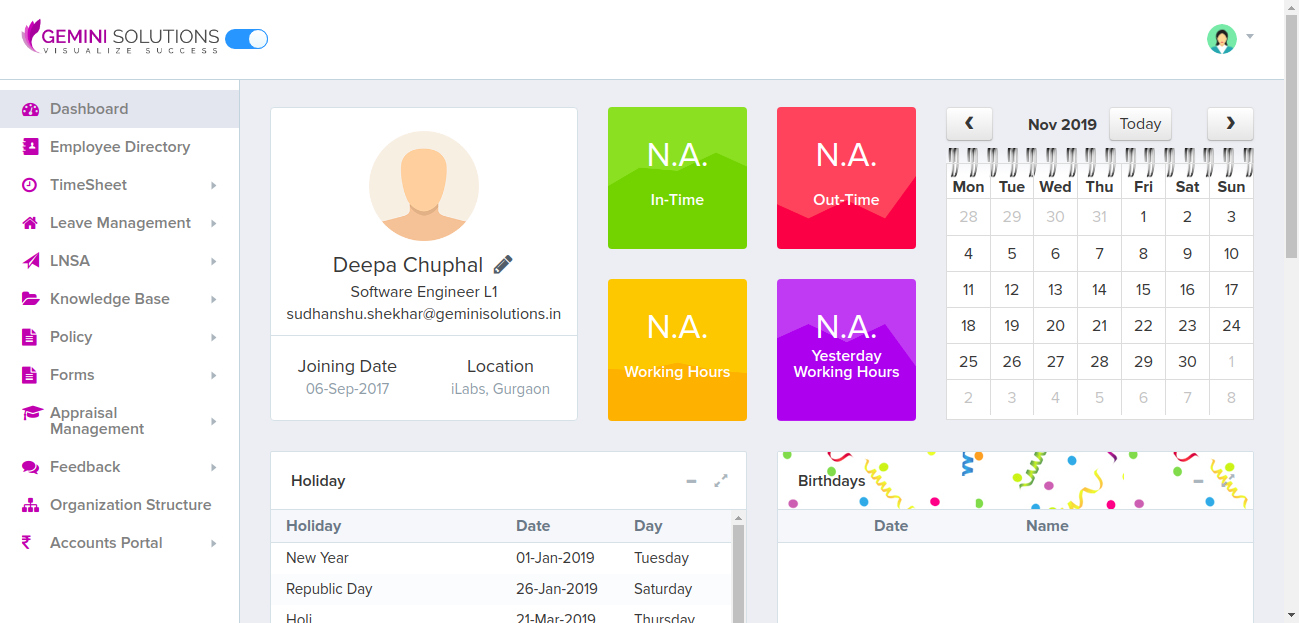 GEMINI SOLUTIONS
VISUALIZE SUCCESS
Dashboard
Employee Directory
TimeSheet
Leave Management
LNSA
Knowledge Base
Policy
Forms
Appraisal
Management
Feedback
Organization Structure
Accounts Portal
Deepa Chuphal
Software Engineer L1
sudhanshu.shekhar@geminisolutions.in
Joining Date Location
06-Sep-2017 iLabs, Gurgaon
N.A.
In-Time
N.A.
Out-Time
N.A.
Working Hours
N.A.
Yesterday
Working Hours
Nov 2019 Today
Mon Tue Wed Thu Fri Sat Sun
28 29 30 31 1 2 3
4 5 6 7 8 9 10
11 12 13 14 15 16 17
18 19 20 21 22 23 24
25 26 27 28 29 30 1
2 3 4 5 6 7 8
Holiday
Holiday Date Day
New Year 01-Jan-2019 Tuesday
Republic Day 26-Jan-2019 Saturday
Holi 21-Mar-2019 Thursday
Birthdays
Date Name